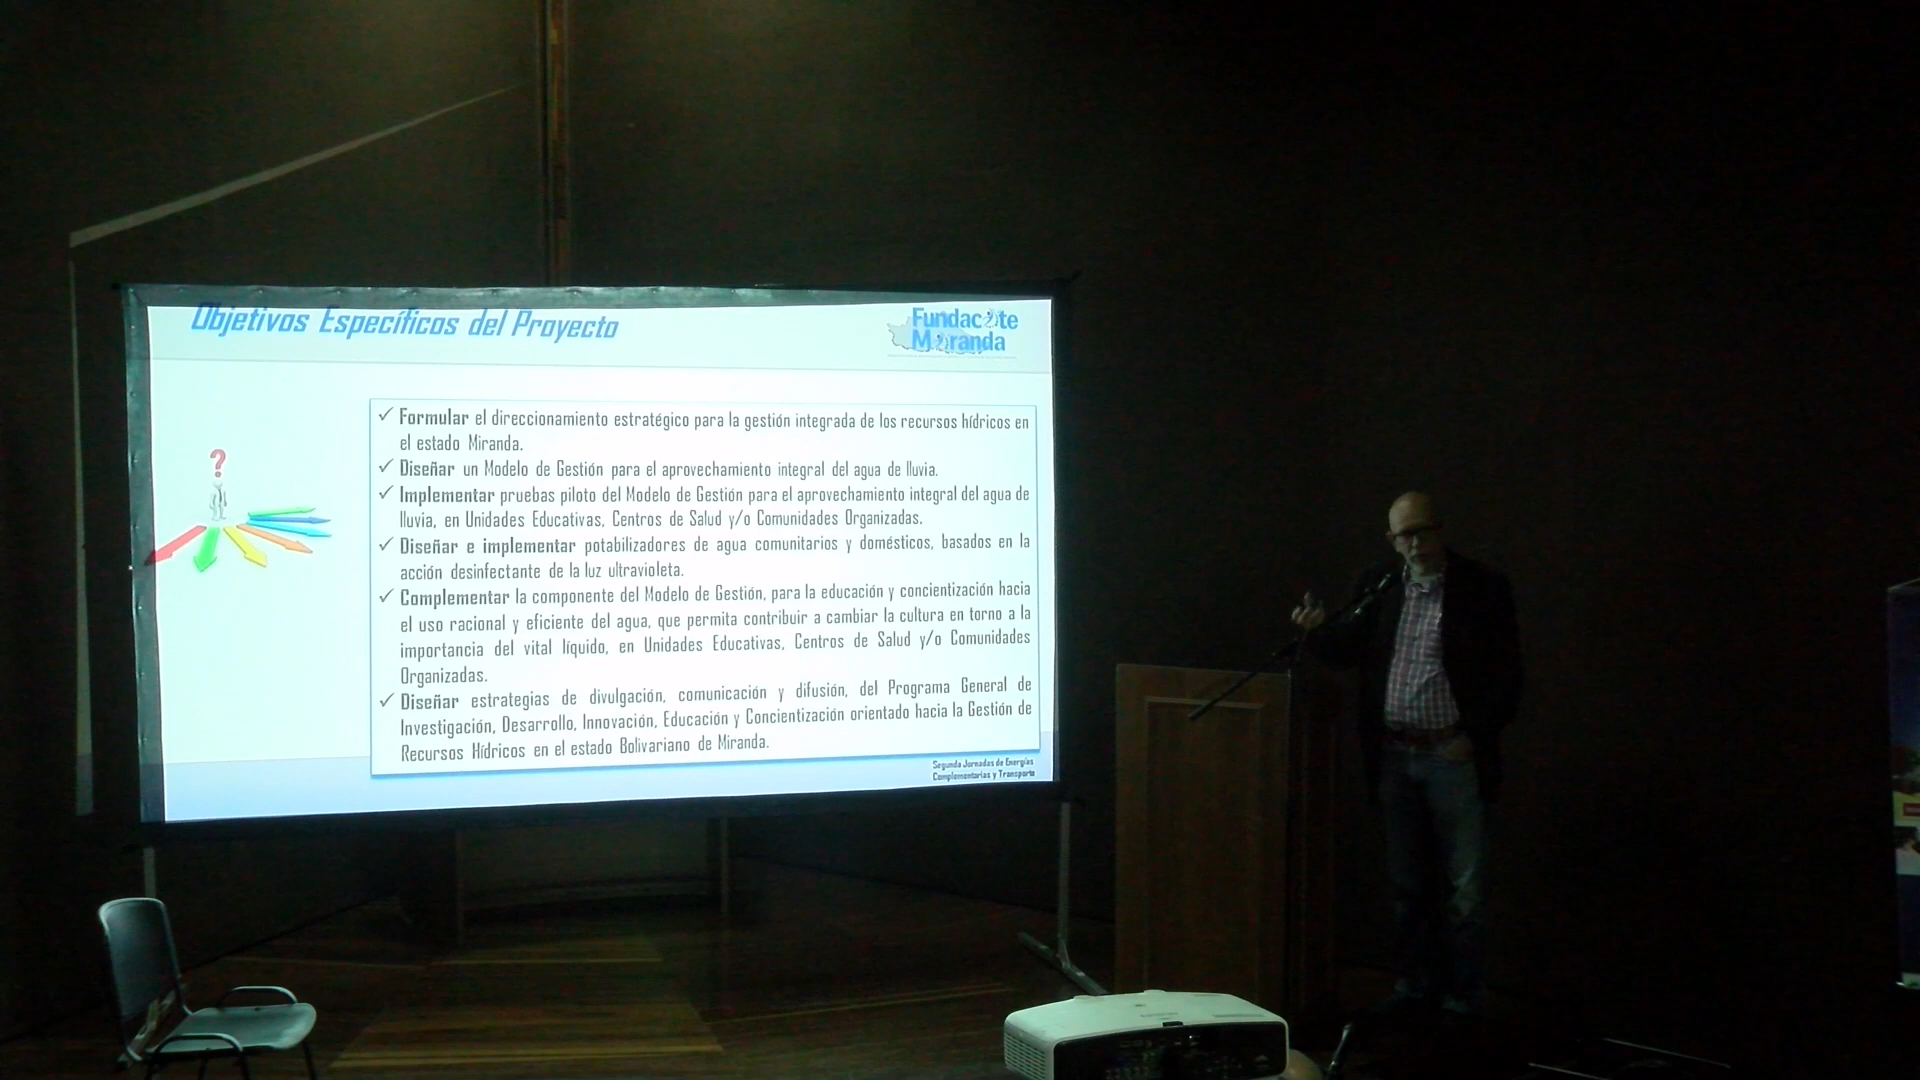 Objetivos Específicos del Proyecto
Fundacite
Miranda
?
✓ Formular el direccionamiento estratégico para la gestión integrada de los recursos hídricos en
el estado Miranda.
✓ Diseñar un Modelo de Gestión para el aprovechamiento integral del agua de lluvia.
✓ Implementar pruebas piloto del Modelo de Gestión para el aprovechamiento integral del agua de
lluvia, en Unidades Educativas, Centros de Salud y/o Comunidades Organizadas.
✓ Diseñar e implementar potabilizadores de agua comunitarios y domésticos, basados en la
acción desinfectante de la luz ultravioleta.
✓ Complementar la componente del Modelo de Gestión, para la educación y concientización hacia
el uso racional y eficiente del agua, que permita contribuir a cambiar la cultura en torno a la
importancia del vital líquido, en Unidades Educativas, Centros de Salud y/o Comunidades
Organizadas.
✓ Diseñar estrategias de divulgación, comunicación y difusión, del Programa General de
Investigación, Desarrollo, Innovación, Educación y Concientización orientado hacia la Gestión de
Recursos Hídricos en el estado Bolivariano de Miranda.
Segunda Jornadas de Energías
Complementarias y Transporte